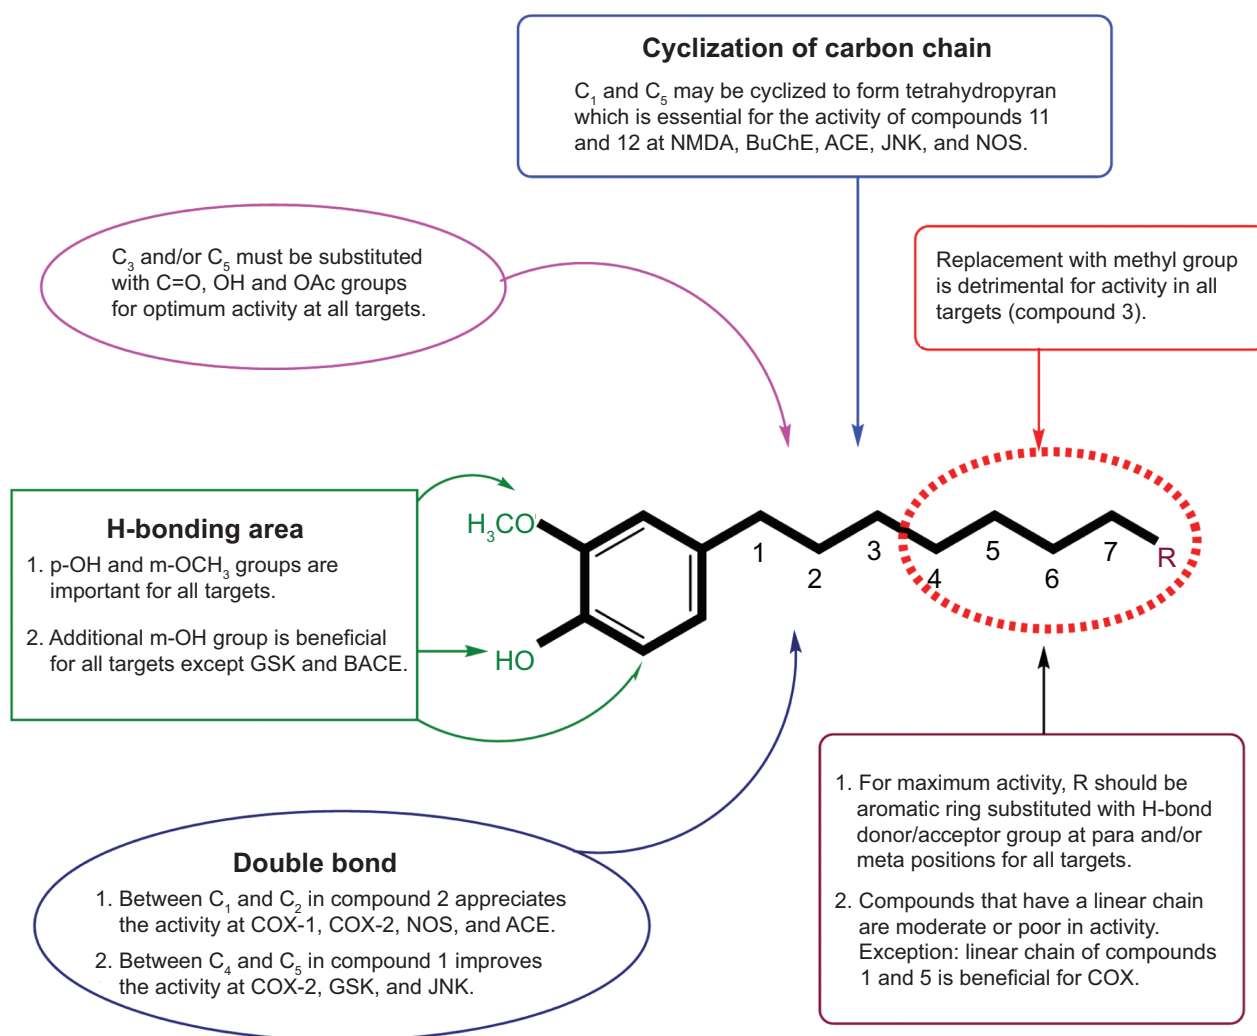 Cyclization of carbon chain
C1 and C5 may be cyclized to form tetrahydropyran
which is essential for the activity of compounds 11
and 12 at NMDA, BuChE, ACE, JNK, and NOS.
C3 and/or C5 must be substituted
with C=O, OH and OAc groups
for optimum activity at all targets.
Replacement with methyl group
is detrimental for activity in all
targets (compound 3).
H-bonding area
1. p-OH and m-OCH3 groups are
important for all targets.
2. Additional m-OH group is beneficial
for all targets except GSK and BACE.
H3CO
HO
1
2
3
4
5
6
7
R
Double bond
1. Between C1 and C2 in compound 2 appreciates
the activity at COX-1, COX-2, NOS, and ACE.
2. Between C4 and C5 in compound 1 improves
the activity at COX-2, GSK, and JNK.
1. For maximum activity, R should be
aromatic ring substituted with H-bond
donor/acceptor group at para and/or
meta positions for all targets.
2. Compounds that have a linear chain
are moderate or poor in activity.
Exception: linear chain of compounds
1 and 5 is beneficial for COX.